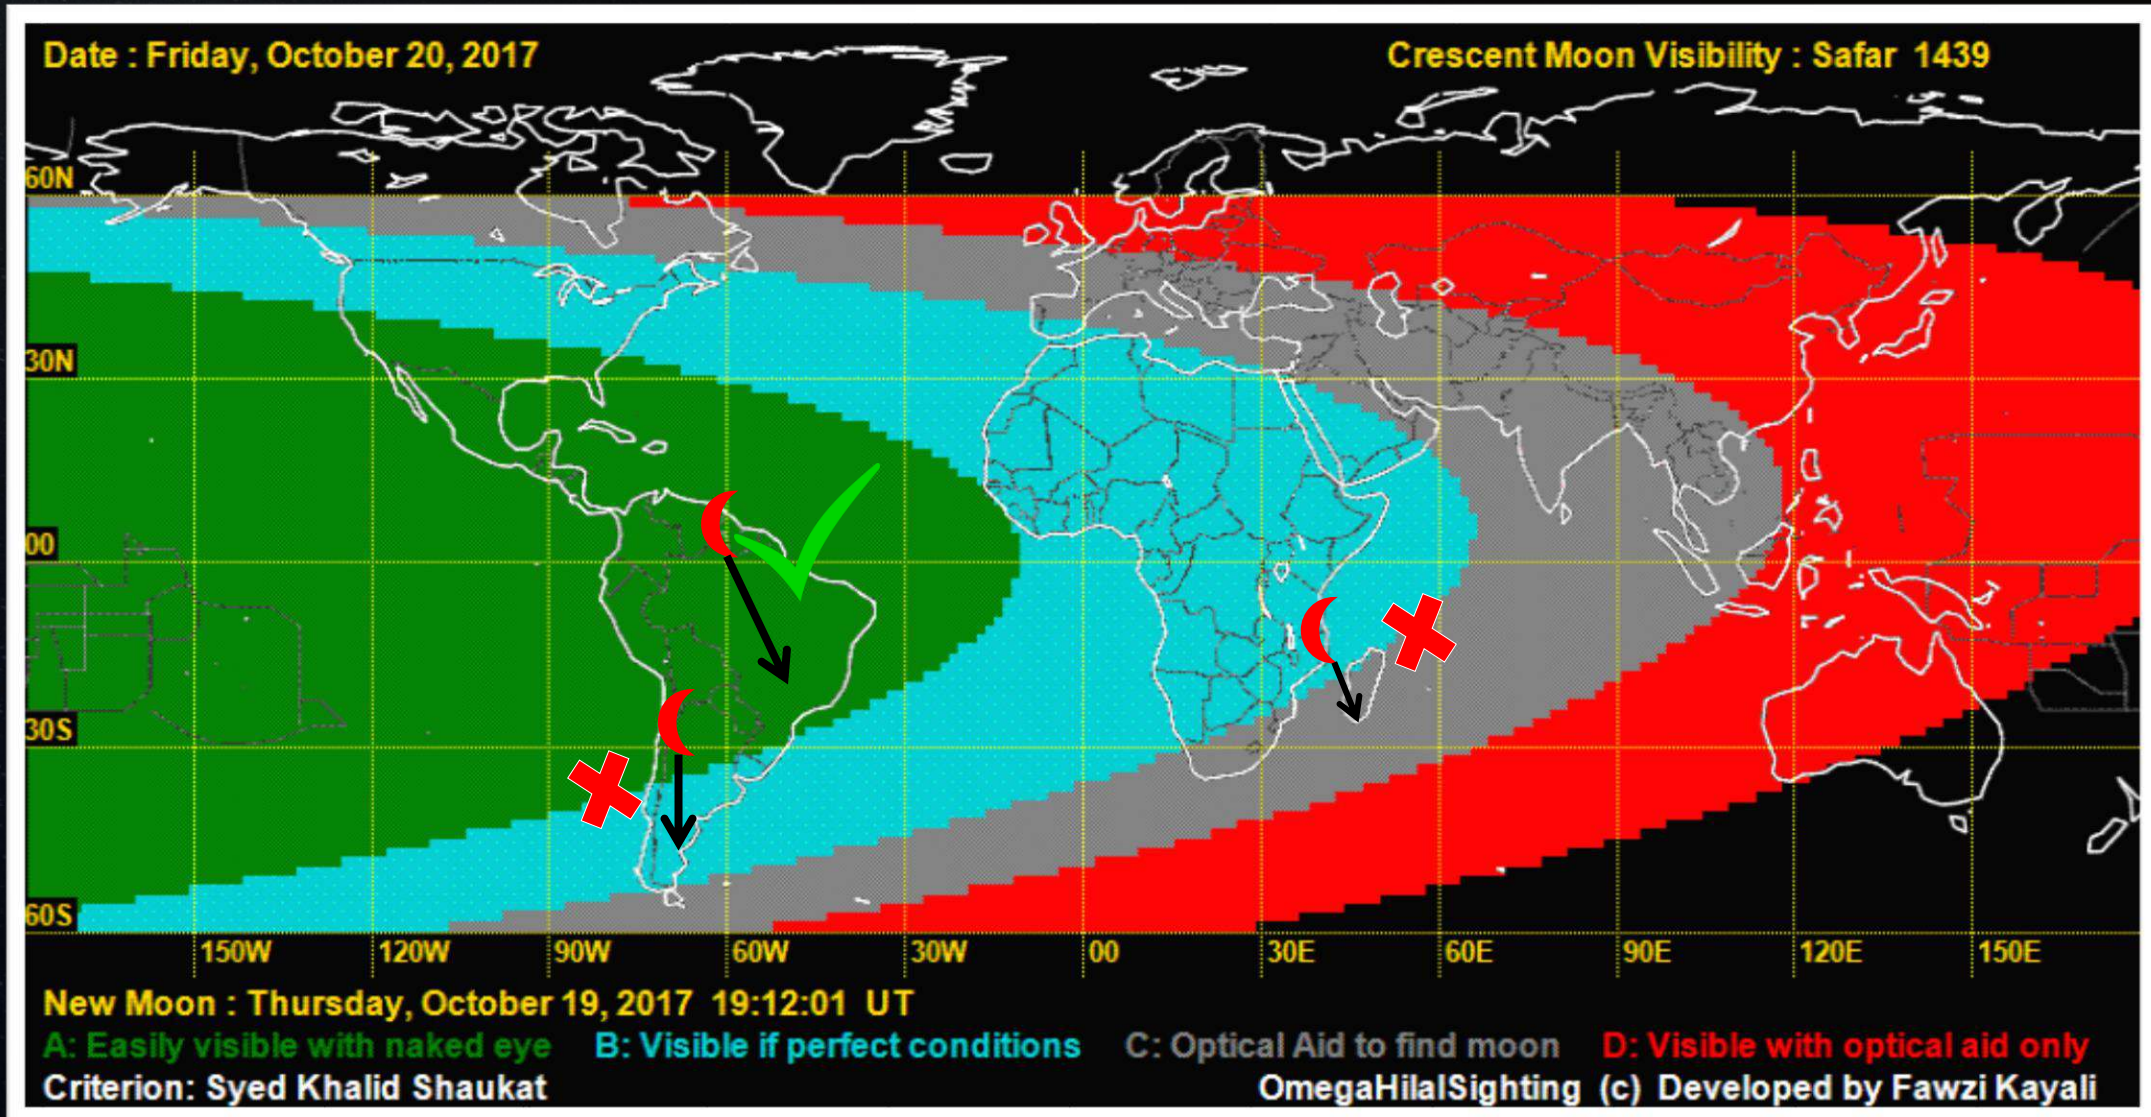 Date : Friday, October 20, 2017
Crescent Moon Visibility : Safar 1439
60N
30N
00
30S
60S
150W 120W 90W 60W 30W 00 30E 60E 90E 120E 150E
New Moon : Thursday, October 19, 2017 19:12:01 UT
A: Easily visible with naked eye B: Visible if perfect conditions C: Optical Aid to find moon D: Visible with optical aid only
Criterion: Syed Khalid Shaukat
OmegaHilalSighting (c) Developed by Fawzi Kayali